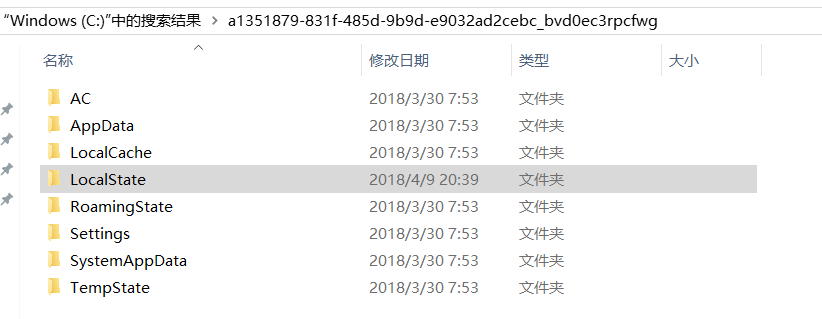 “Windows (C:)”中的搜索结果 > a1351879-831f-485d-9b9d-e9032ad2cebc_bvd0ec3rpcfwg
名称 修改日期 类型 大小
AC 2018/3/30 7:53 文件夹
AppData 2018/3/30 7:53 文件夹
LocalCache 2018/3/30 7:53 文件夹
LocalState 2018/4/9 20:39 文件夹
RoamingState 2018/3/30 7:53 文件夹
Settings 2018/3/30 7:53 文件夹
SystemAppData 2018/3/30 7:53 文件夹
TempState 2018/3/30 7:53 文件夹